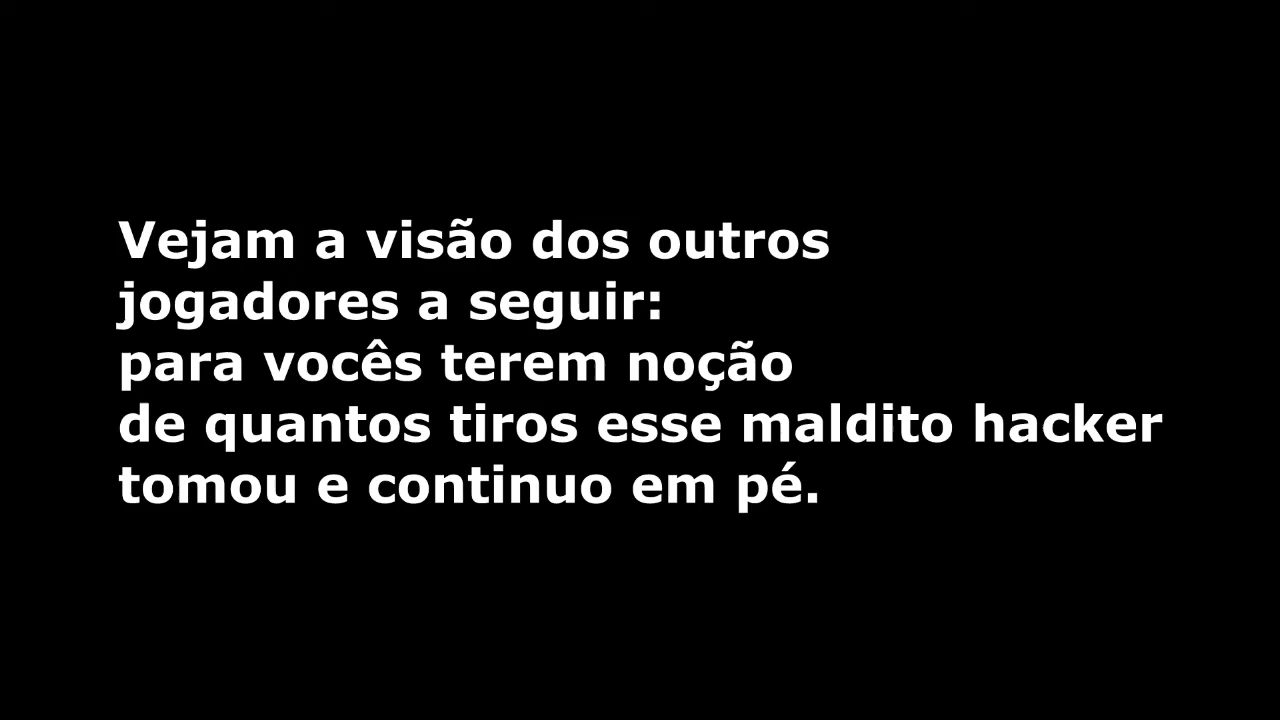 Vejam a visão dos outros
jogadores a seguir:
para vocês terem noção
de quantos tiros esse maldito hacker
tomou e continuo em pé.